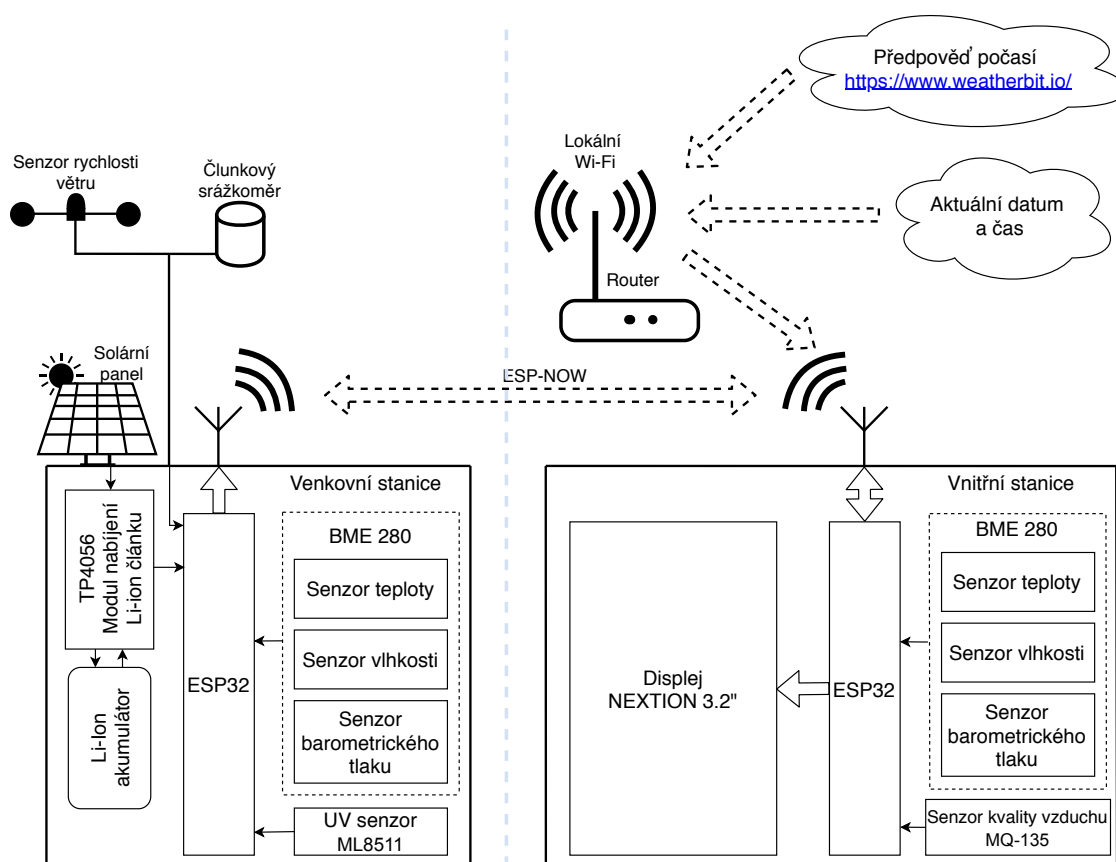 Předpověď počasí
https://www.weatherbit.io/
Lokální
Wi-Fi
Aktuální datum
a čas
Router
Senzor rychlosti
větru
Člunkový
srážkoměr
Solární
panel
ESP-NOW
Venkovní stanice
TP4056
Modul nabíjení
Li-ion článku
Li-Ion
akumulátor
ESP32
BME 280
Senzor teploty
Senzor vlhkosti
Senzor
barometrického
tlaku
UV senzor
ML8511
Vnitřní stanice
Displej
NEXTION 3.2"
ESP32
BME 280
Senzor teploty
Senzor vlhkosti
Senzor
barometrického
tlaku
Senzor kvality vzduchu
MQ-135